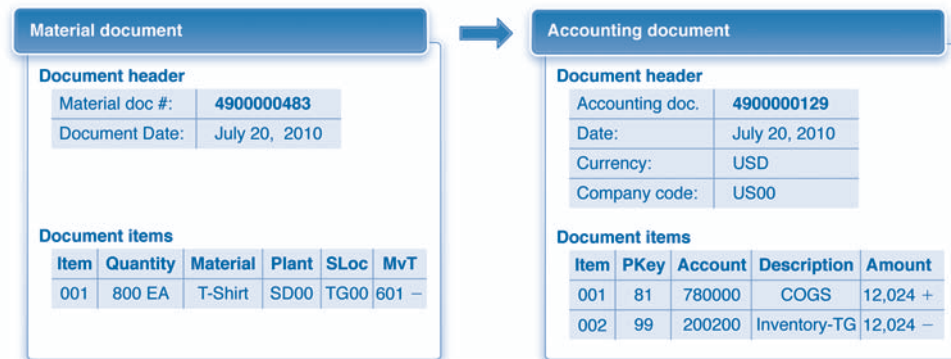 Material document
Document header
Material doc #: 4900000483
Document Date: July 20, 2010
Document items
Item Quantity Material Plant SLoc MvT
001 800 EA T-Shirt SD00 TG00 601 –
Accounting document
Document header
Accounting doc. 4900000129
Date: July 20, 2010
Currency: USD
Company code: US00
Document items
Item PKey Account Description Amount
001 81 780000 COGS 12,024 +
002 99 200200 Inventory-TG 12,024 –